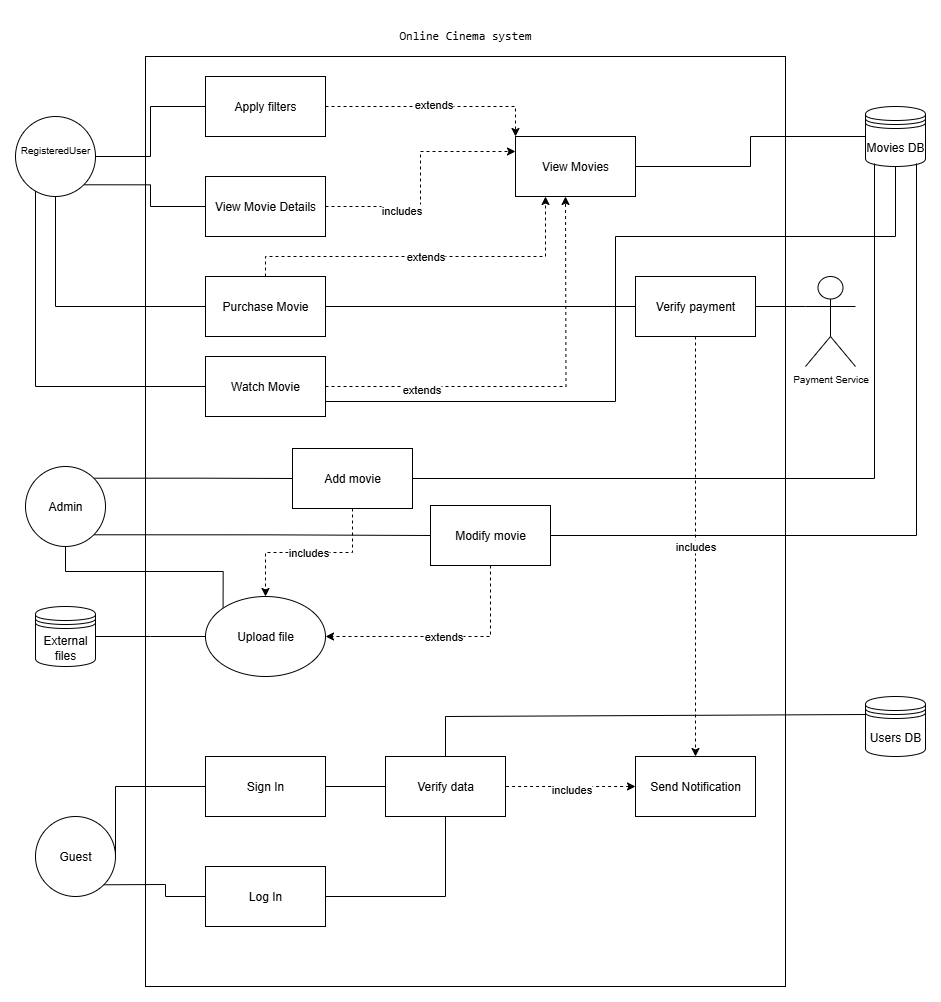 Online Cinema system
Apply filters
extends
RegisteredUser
View Movies
Movies DB
View Movie Details
includes
extends
Purchase Movie
Verify payment
Watch Movie
extends
Payment Service
Add movie
Admin
Modify movie
includes
includes
External
files
Upload file
extends
Users DB
Sign In
Verify data
includes
Send Notification
Guest
Log In